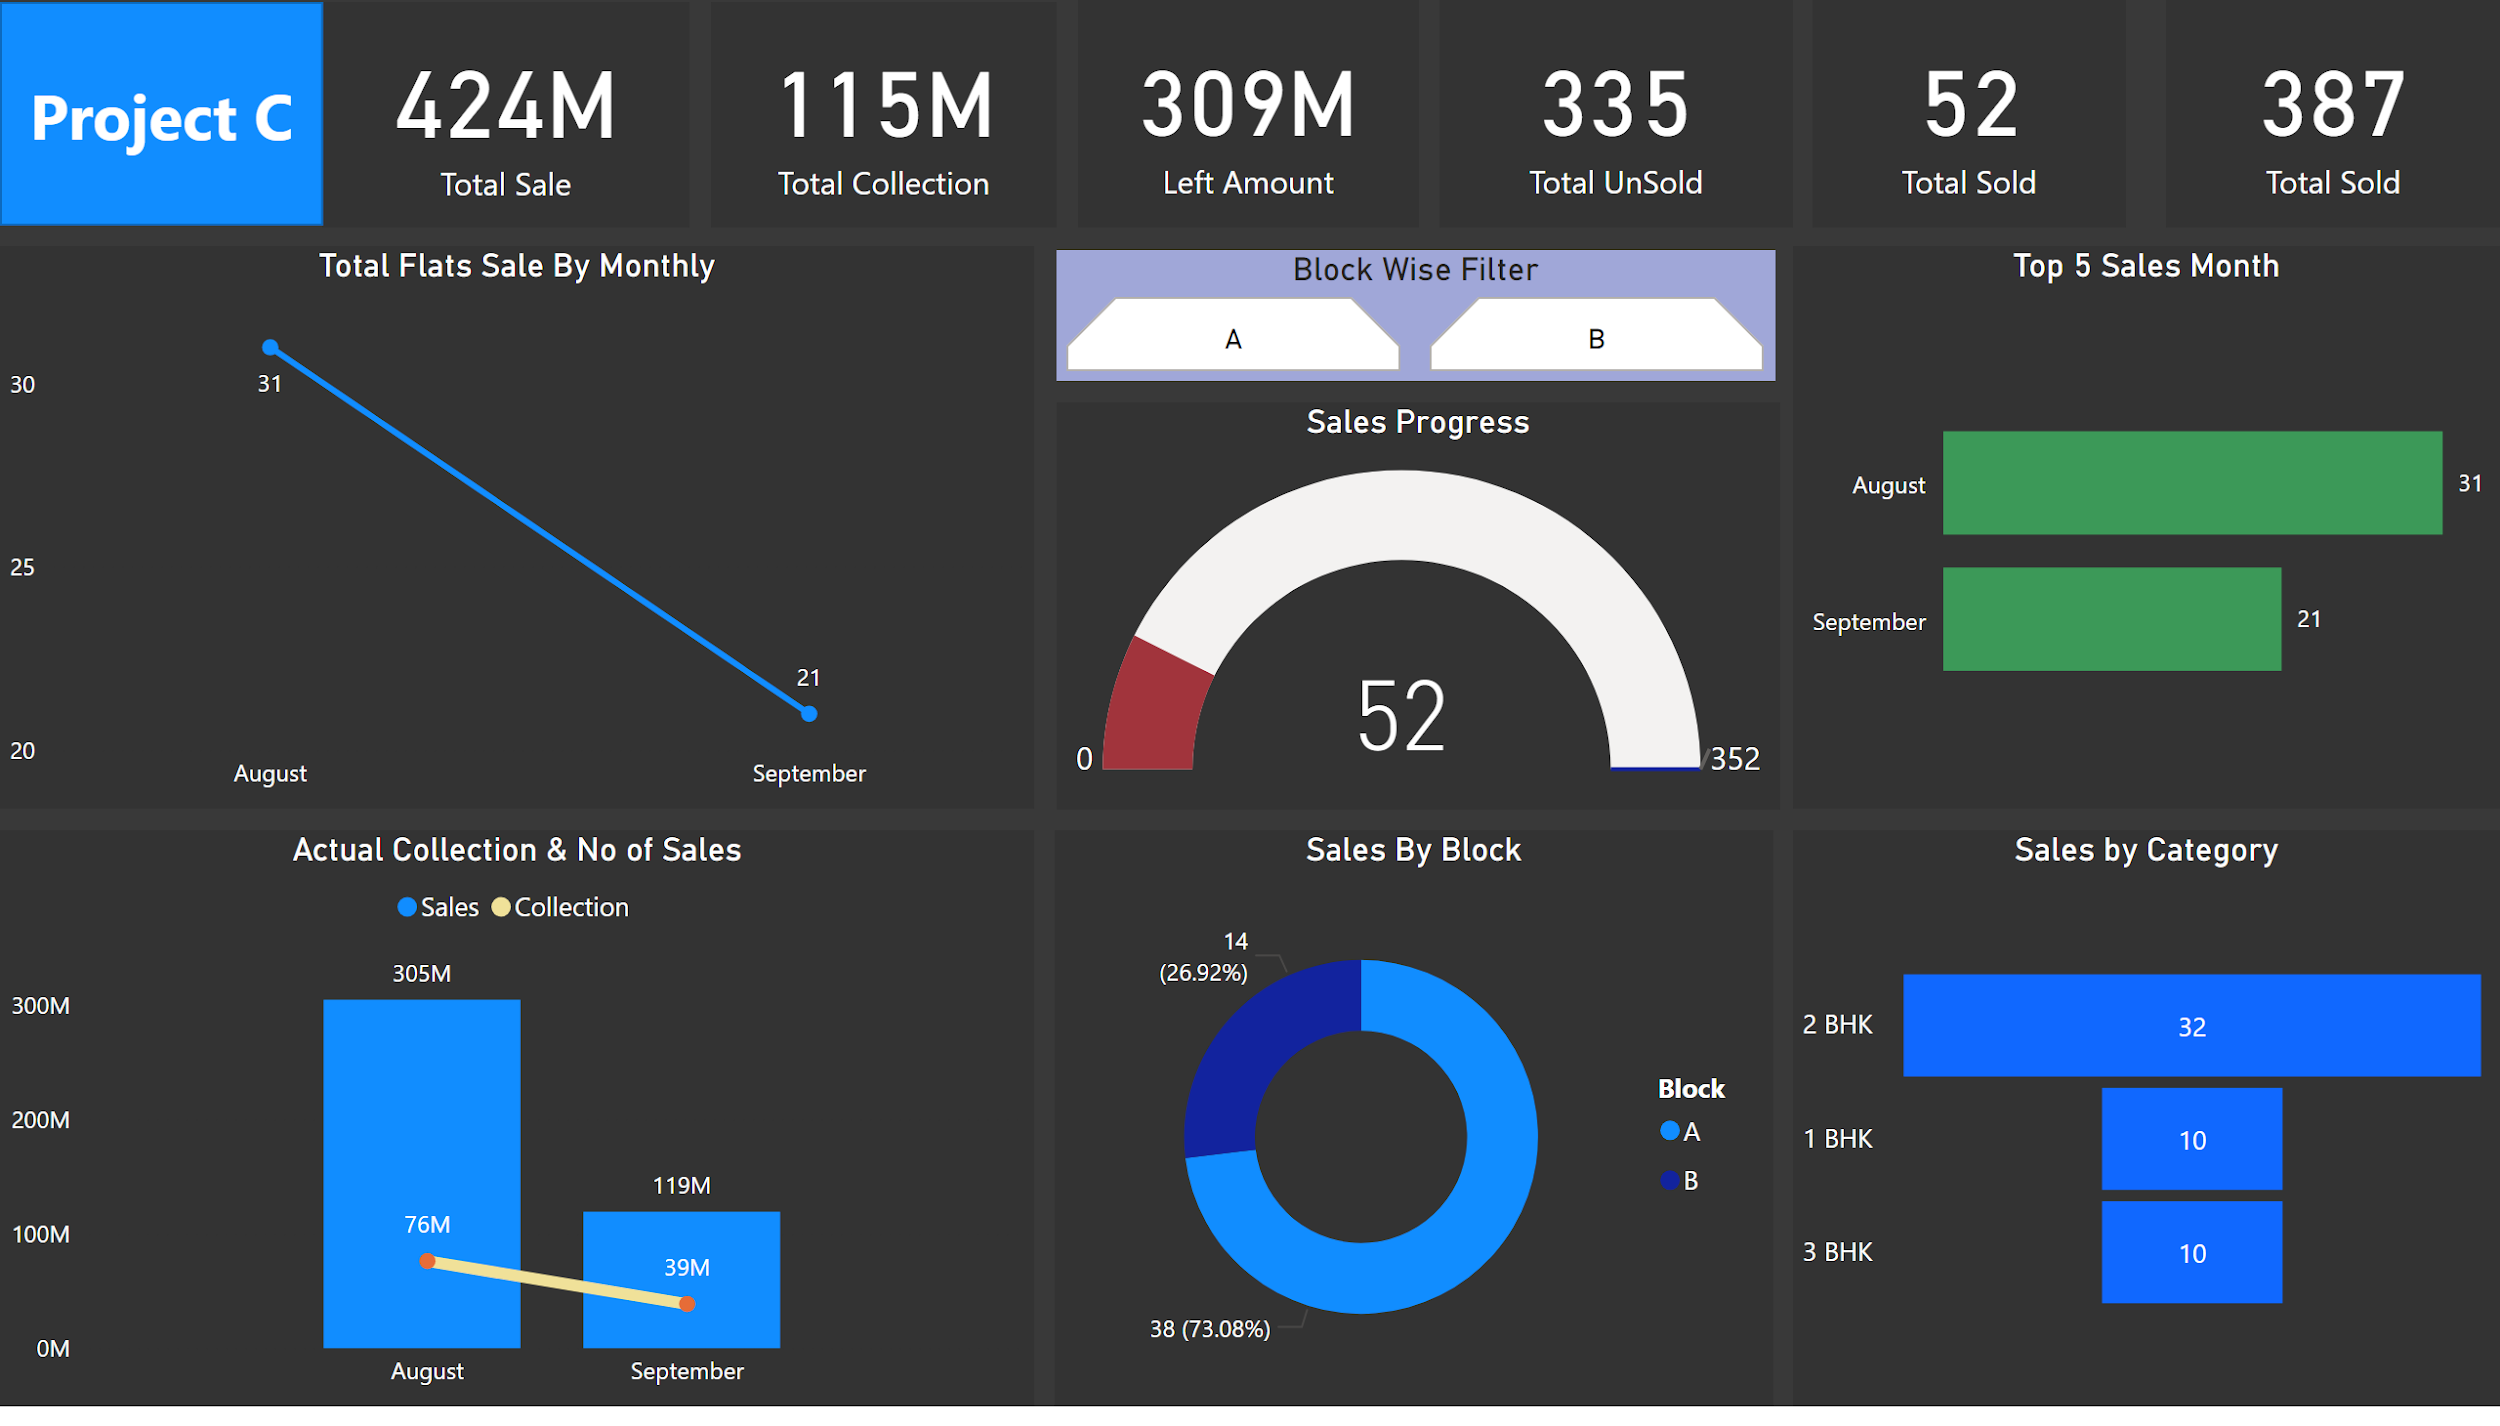 Project C
424M
Total Sale
115M
Total Collection
309M
Left Amount
335
Total UnSold
52
Total Sold
387
Total Sold
Total Flats Sale By Monthly
30
25
20
31
21
August
September
Block Wise Filter
A
B
Sales Progress
52
0
352
Top 5 Sales Month
August
31
September
21
Actual Collection & No of Sales
Sales
Collection
300M
200M
100M
0M
305M
76M
119M
39M
August
September
Sales By Block
14
(26.92%)
38 (73.08%)
Block
A
B
Sales by Category
2 BHK
32
1 BHK
10
3 BHK
10